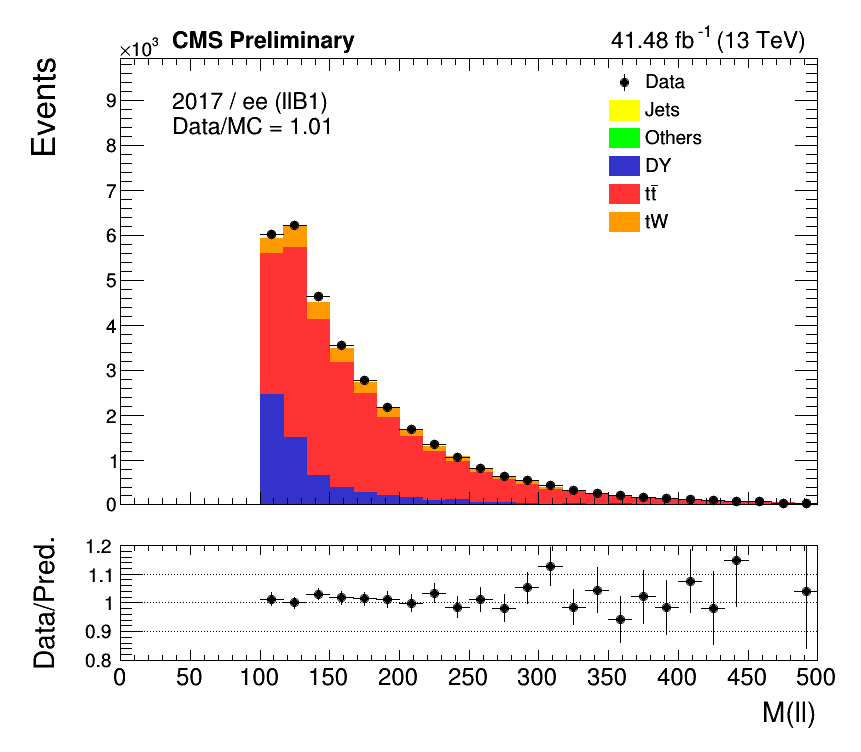 ×10³ CMS Preliminary 41.48 fb⁻¹ (13 TeV)
Events
2017 / ee (llB1)
Data/MC = 1.01
Data
Jets
Others
DY
tt̄
tW
9
8
7
6
5
4
3
2
1
0
Data/Pred.
1.2
1.1
1
0.9
0.8
0 50 100 150 200 250 300 350 400 450 500
M(ll)